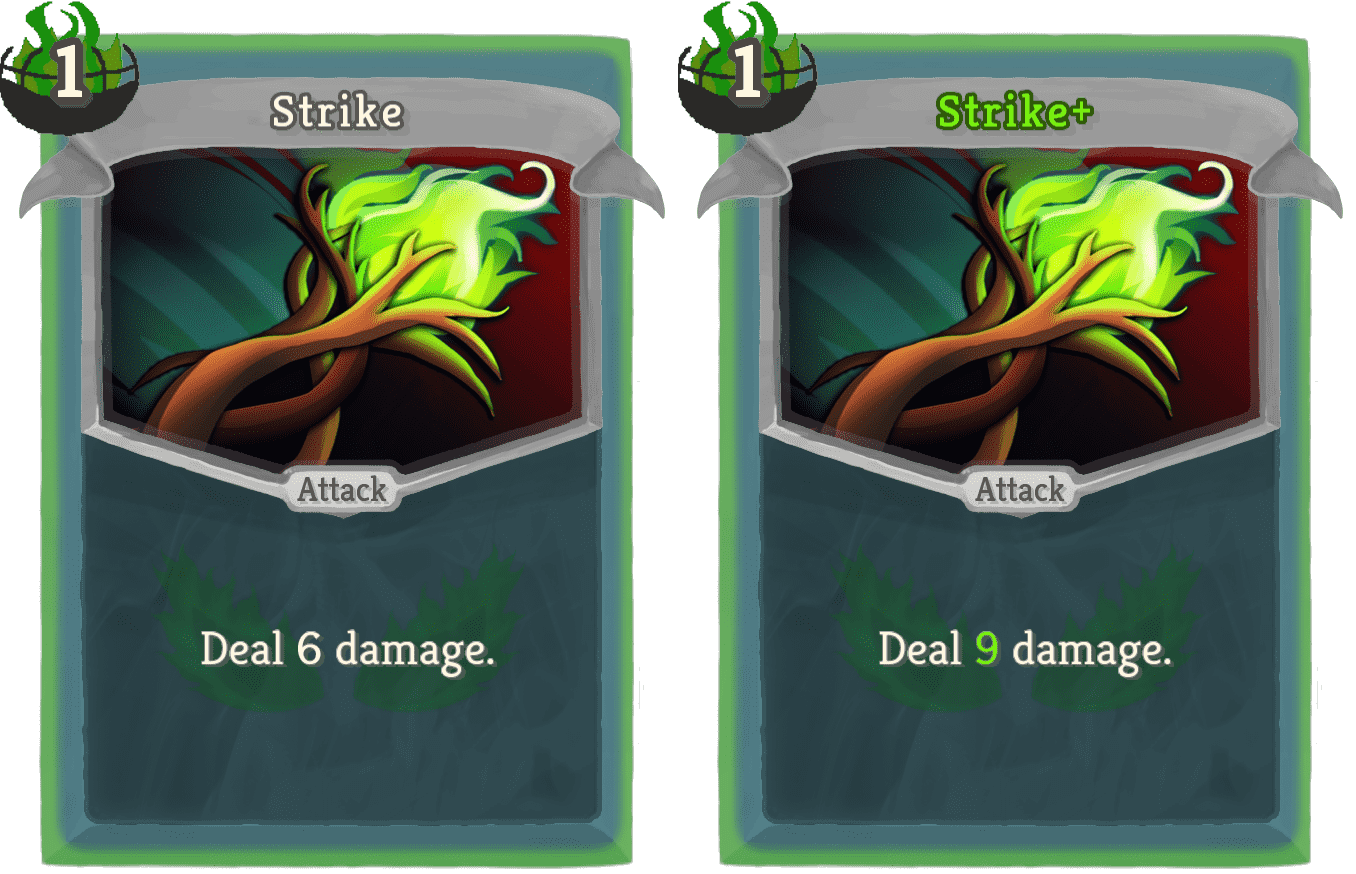 1
Strike
Attack
Deal 6 damage.
1
Strike+
Attack
Deal 9 damage.